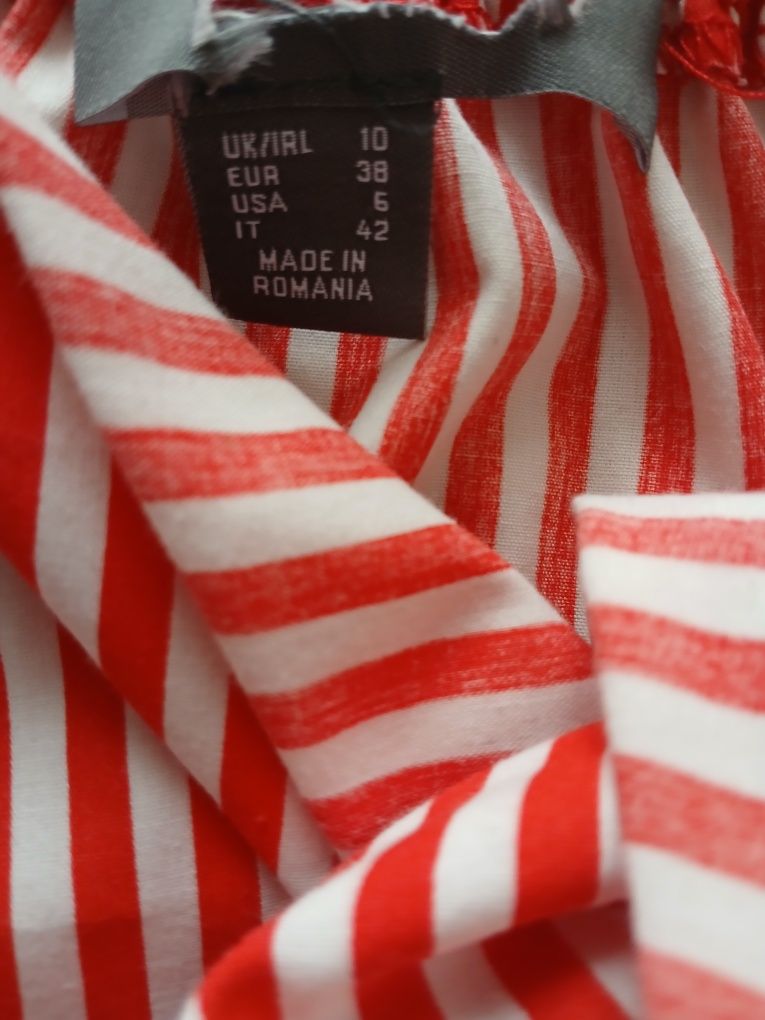 UK/IRL 10
EUR 38
USA 6
IT 42
MADE IN
ROMANIA